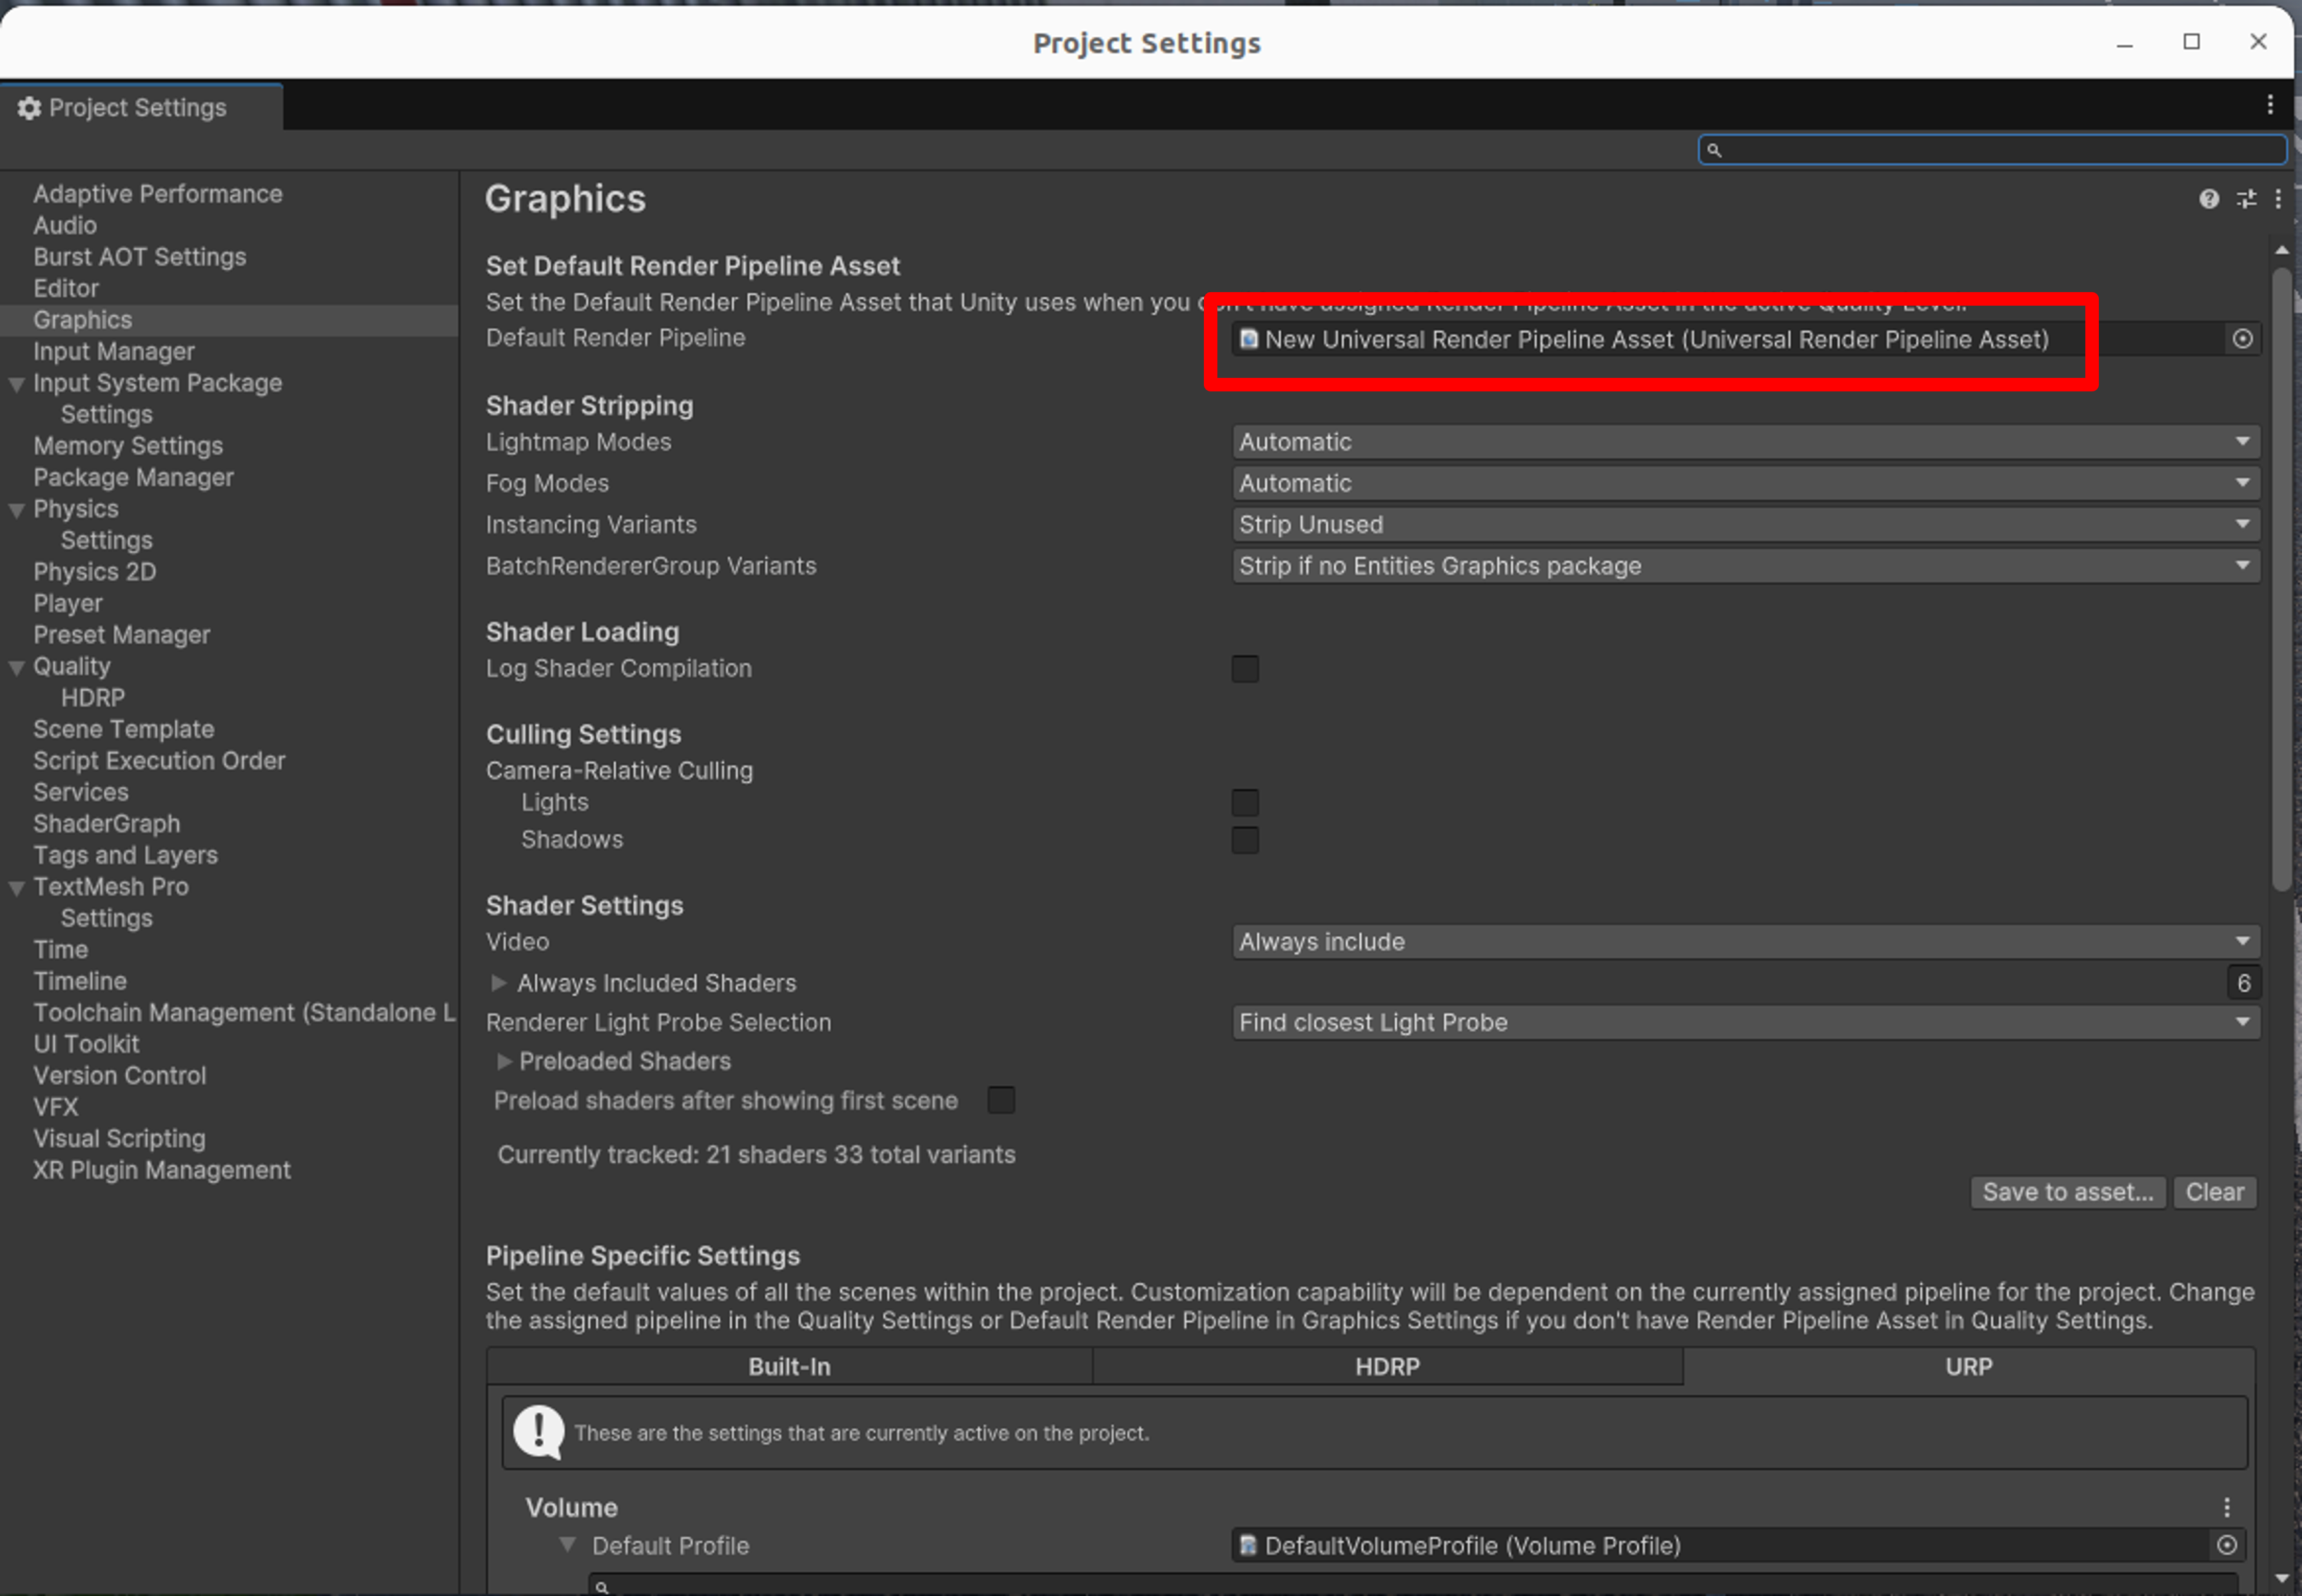 Project Settings
Project Settings
Adaptive Performance
Audio
Burst AOT Settings
Editor
Graphics
Input Manager
Input System Package
Settings
Memory Settings
Package Manager
Physics
Settings
Physics 2D
Player
Preset Manager
Quality
HDRP
Scene Template
Script Execution Order
Services
ShaderGraph
Tags and Layers
TextMesh Pro
Settings
Time
Timeline
Toolchain Management (Standalone L
UI Toolkit
Version Control
VFX
Visual Scripting
XR Plugin Management
Graphics
Set Default Render Pipeline Asset
Set the Default Render Pipeline Asset that Unity uses when you don't have assigned Render Pipeline Asset in the active Quality Level.
Default Render Pipeline New Universal Render Pipeline Asset (Universal Render Pipeline Asset)
Shader Stripping
Lightmap Modes Automatic
Fog Modes Automatic
Instancing Variants Strip Unused
BatchRendererGroup Variants Strip if no Entities Graphics package
Shader Loading
Log Shader Compilation
Culling Settings
Camera-Relative Culling
Lights
Shadows
Shader Settings
Video Always include
Always Included Shaders 6
Renderer Light Probe Selection Find closest Light Probe
Preloaded Shaders
Preload shaders after showing first scene
Currently tracked: 21 shaders 33 total variants
Save to asset... Clear
Pipeline Specific Settings
Set the default values of all the scenes within the project. Customization capability will be dependent on the currently assigned pipeline for the project. Change
the assigned pipeline in the Quality Settings or Default Render Pipeline in Graphics Settings if you don't have Render Pipeline Asset in Quality Settings.
Built-In HDRP URP
These are the settings that are currently active on the project.
Volume
Default Profile DefaultVolumeProfile (Volume Profile)